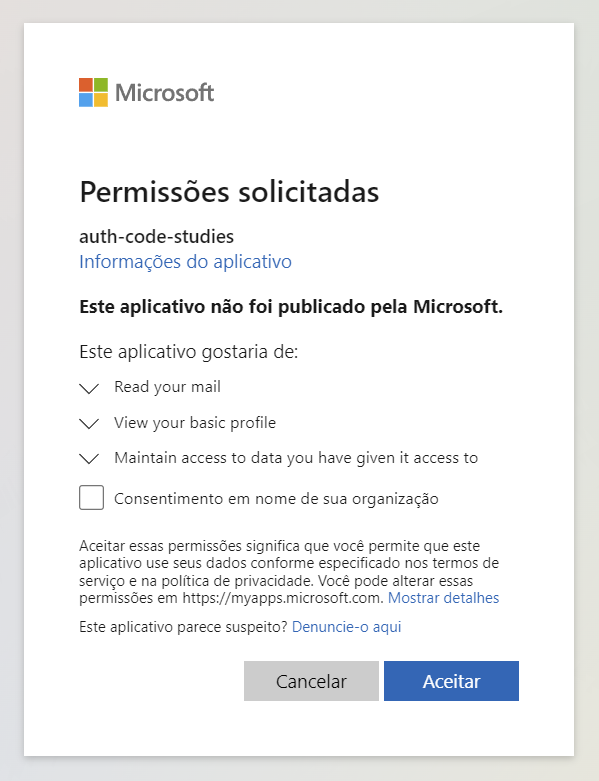 Microsoft
Permissões solicitadas
auth-code-studies
Informações do aplicativo
Este aplicativo não foi publicado pela Microsoft.
Este aplicativo gostaria de:
Read your mail
View your basic profile
Maintain access to data you have given it access to
Consentimento em nome de sua organização
Aceitar essas permissões significa que você permite que este
aplicativo use seus dados conforme especificado nos termos de
serviço e na política de privacidade. Você pode alterar essas
permissões em https://myapps.microsoft.com. Mostrar detalhes
Este aplicativo parece suspeito? Denuncie-o aqui
Cancelar
Aceitar